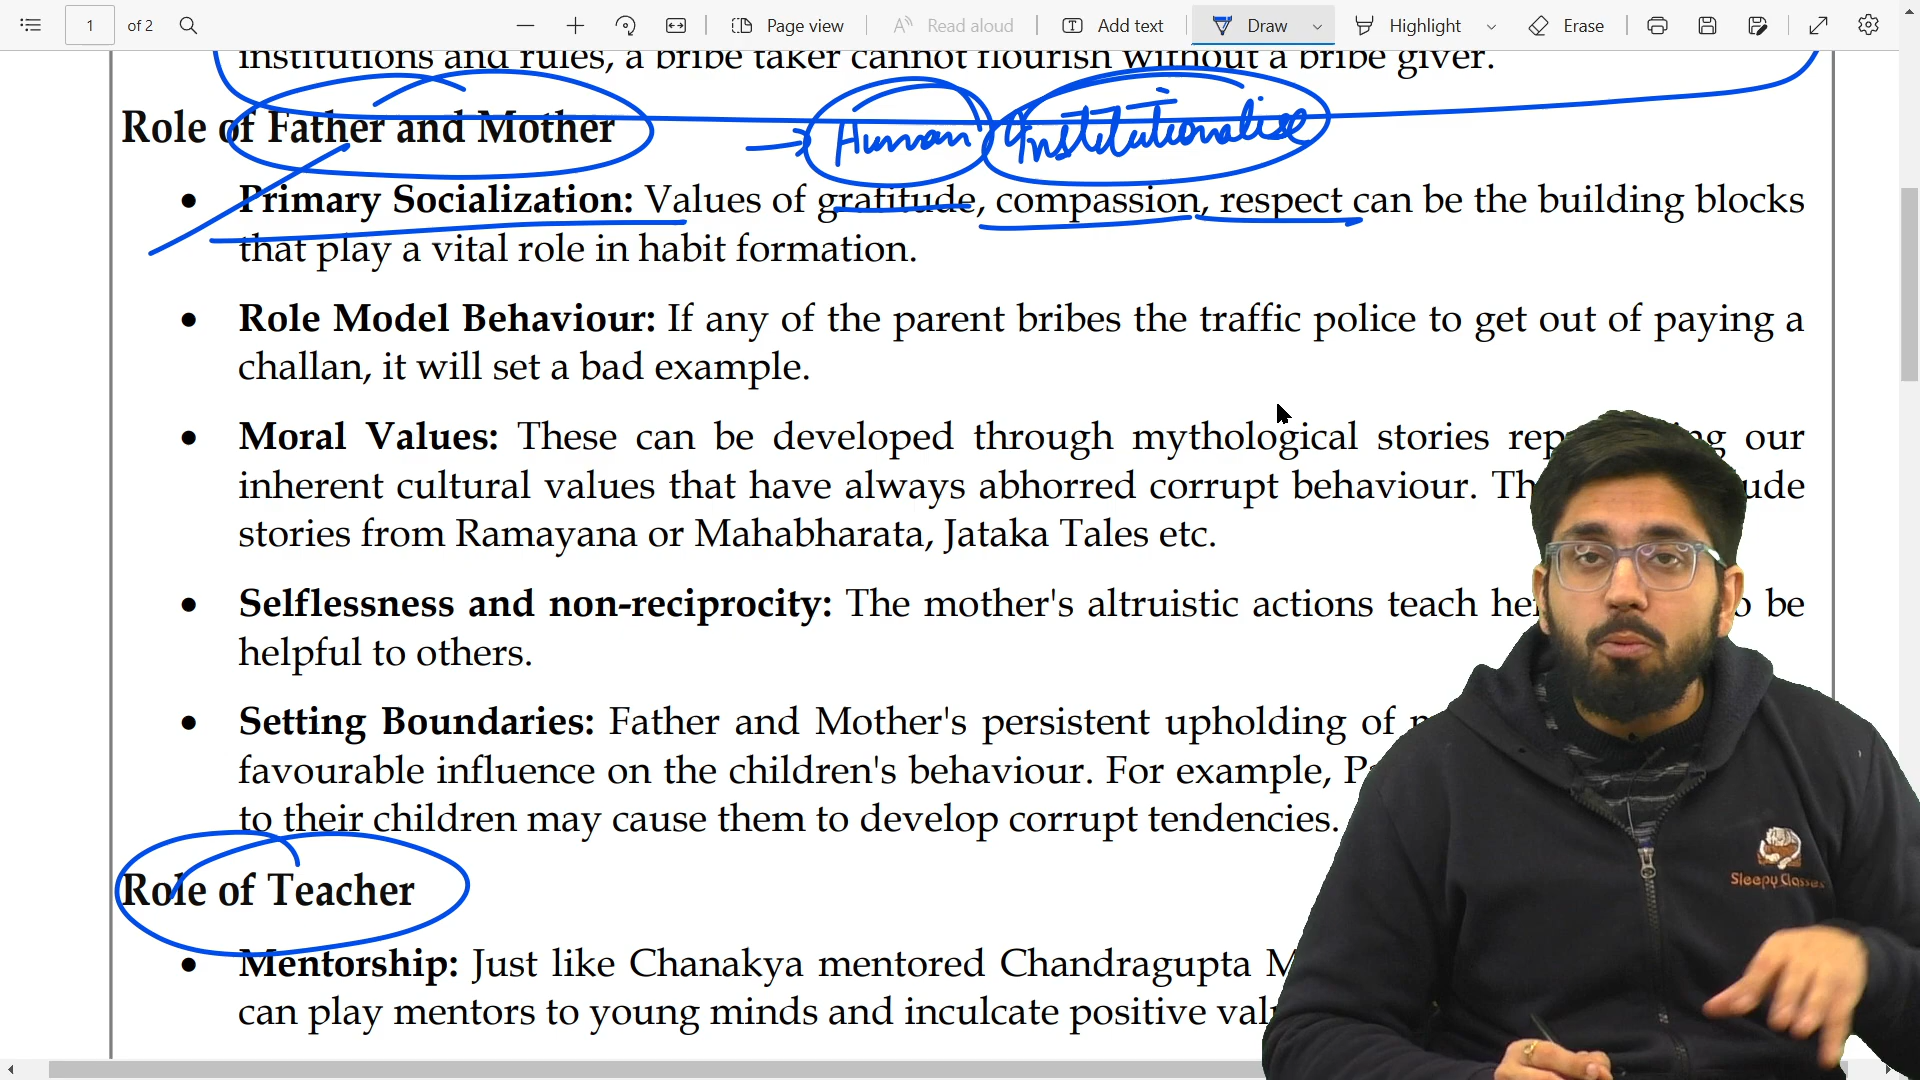 1 of 2 Page view Read aloud Add text Draw Highlight Erase
institutions and rules, a bribe taker cannot flourish without a bribe giver.
Role of Father and Mother
Human Institutionalise
• Primary Socialization: Values of gratitude, compassion, respect can be the building blocks
that play a vital role in habit formation.
• Role Model Behaviour: If any of the parent bribes the traffic police to get out of paying a
challan, it will set a bad example.
• Moral Values: These can be developed through mythological stories our
inherent cultural values that have always abhorred corrupt behaviour.
stories from Ramayana or Mahabharata, Jataka Tales etc.
• Selflessness and non-reciprocity: The mother's altruistic actions teach be
helpful to others.
• Setting Boundaries: Father and Mother's persistent upholding of
favourable influence on the children's behaviour. For example,
to their children may cause them to develop corrupt tendencies.
Role of Teacher
• Mentorship: Just like Chanakya mentored Chandragupta
can play mentors to young minds and inculcate positive
Sleepy Classes